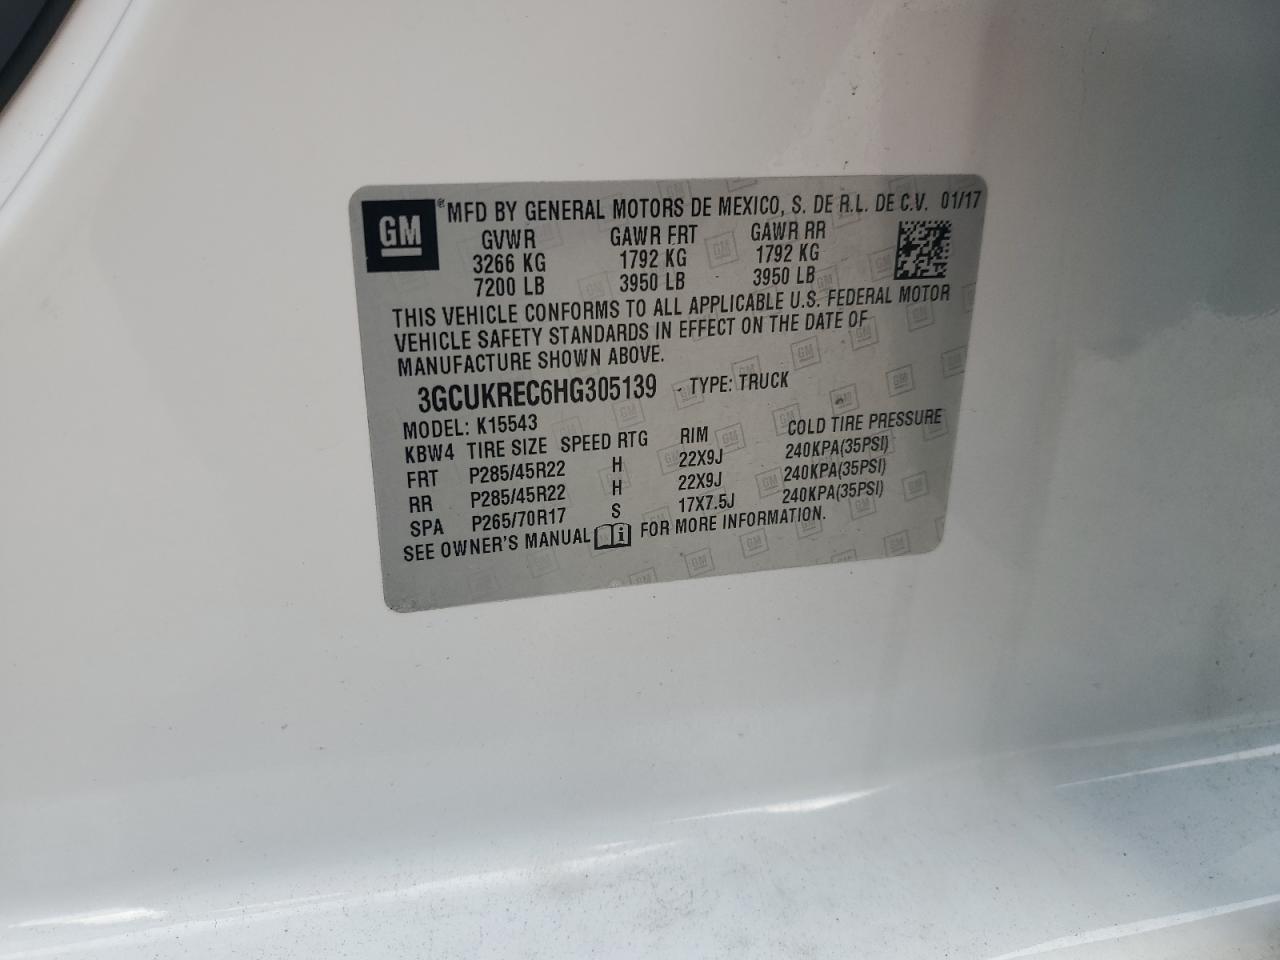 GM ® MFD BY GENERAL MOTORS DE MEXICO, S. DE R.L. DE C.V. 01/17
GVWR GAWR FRT GAWR RR
3266 KG 1792 KG 1792 KG
7200 LB 3950 LB 3950 LB
THIS VEHICLE CONFORMS TO ALL APPLICABLE U.S. FEDERAL MOTOR
VEHICLE SAFETY STANDARDS IN EFFECT ON THE DATE OF
MANUFACTURE SHOWN ABOVE.
3GCUKREC6HG305139 TYPE: TRUCK
MODEL: K15543
KBW4 TIRE SIZE SPEED RTG RIM COLD TIRE PRESSURE
FRT P285/45R22 H 22X9J 240KPA(35PSI)
RR P285/45R22 H 22X9J 240KPA(35PSI)
SPA P265/70R17 S 17X7.5J 240KPA(35PSI)
SEE OWNER'S MANUAL i FOR MORE INFORMATION.